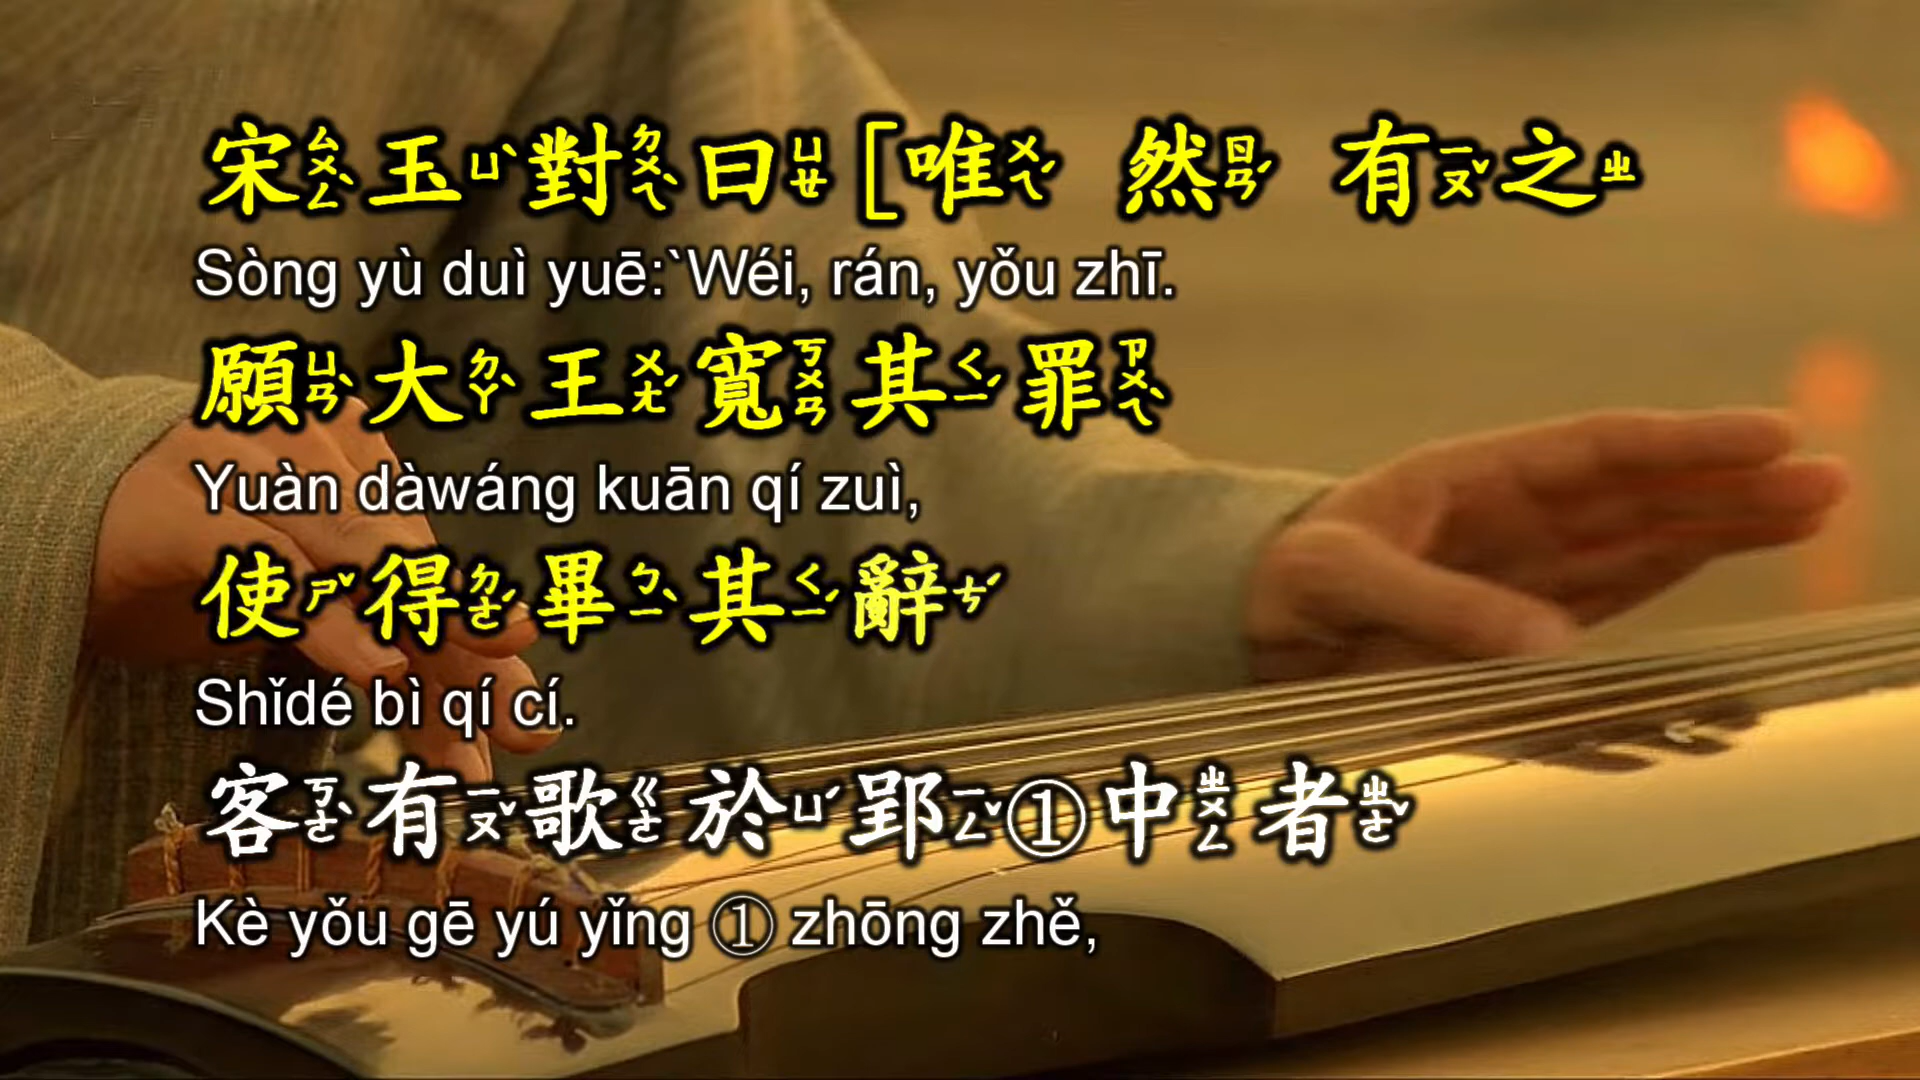 宋ㄙㄨㄥˋ玉ㄩˋ對ㄉㄨㄟˋ曰ㄩㄝ[唯ㄨㄟˊ 然ㄖㄢˊ 有ㄧㄡˇ之ㄓ
Sòng yù duì yuē:`Wéi, rán, yǒu zhī.
願ㄩㄢˋ大ㄉㄚˋ王ㄨㄤˊ寬ㄎㄨㄢ其ㄑㄧˊ罪ㄗㄨㄟˋ
Yuàn dàwáng kuān qí zuì,
使ㄕˇ得ㄉㄜˊ畢ㄅㄧˋ其ㄑㄧˊ辭ㄘˊ
Shǐdé bì qí cí.
客ㄎㄜˋ有ㄧㄡˇ歌ㄍㄜ於ㄩˊ郢ㄧㄥˇ①中ㄓㄨㄥ者ㄓㄜˇ
Kè yǒu gē yú yǐng ① zhōng zhě,